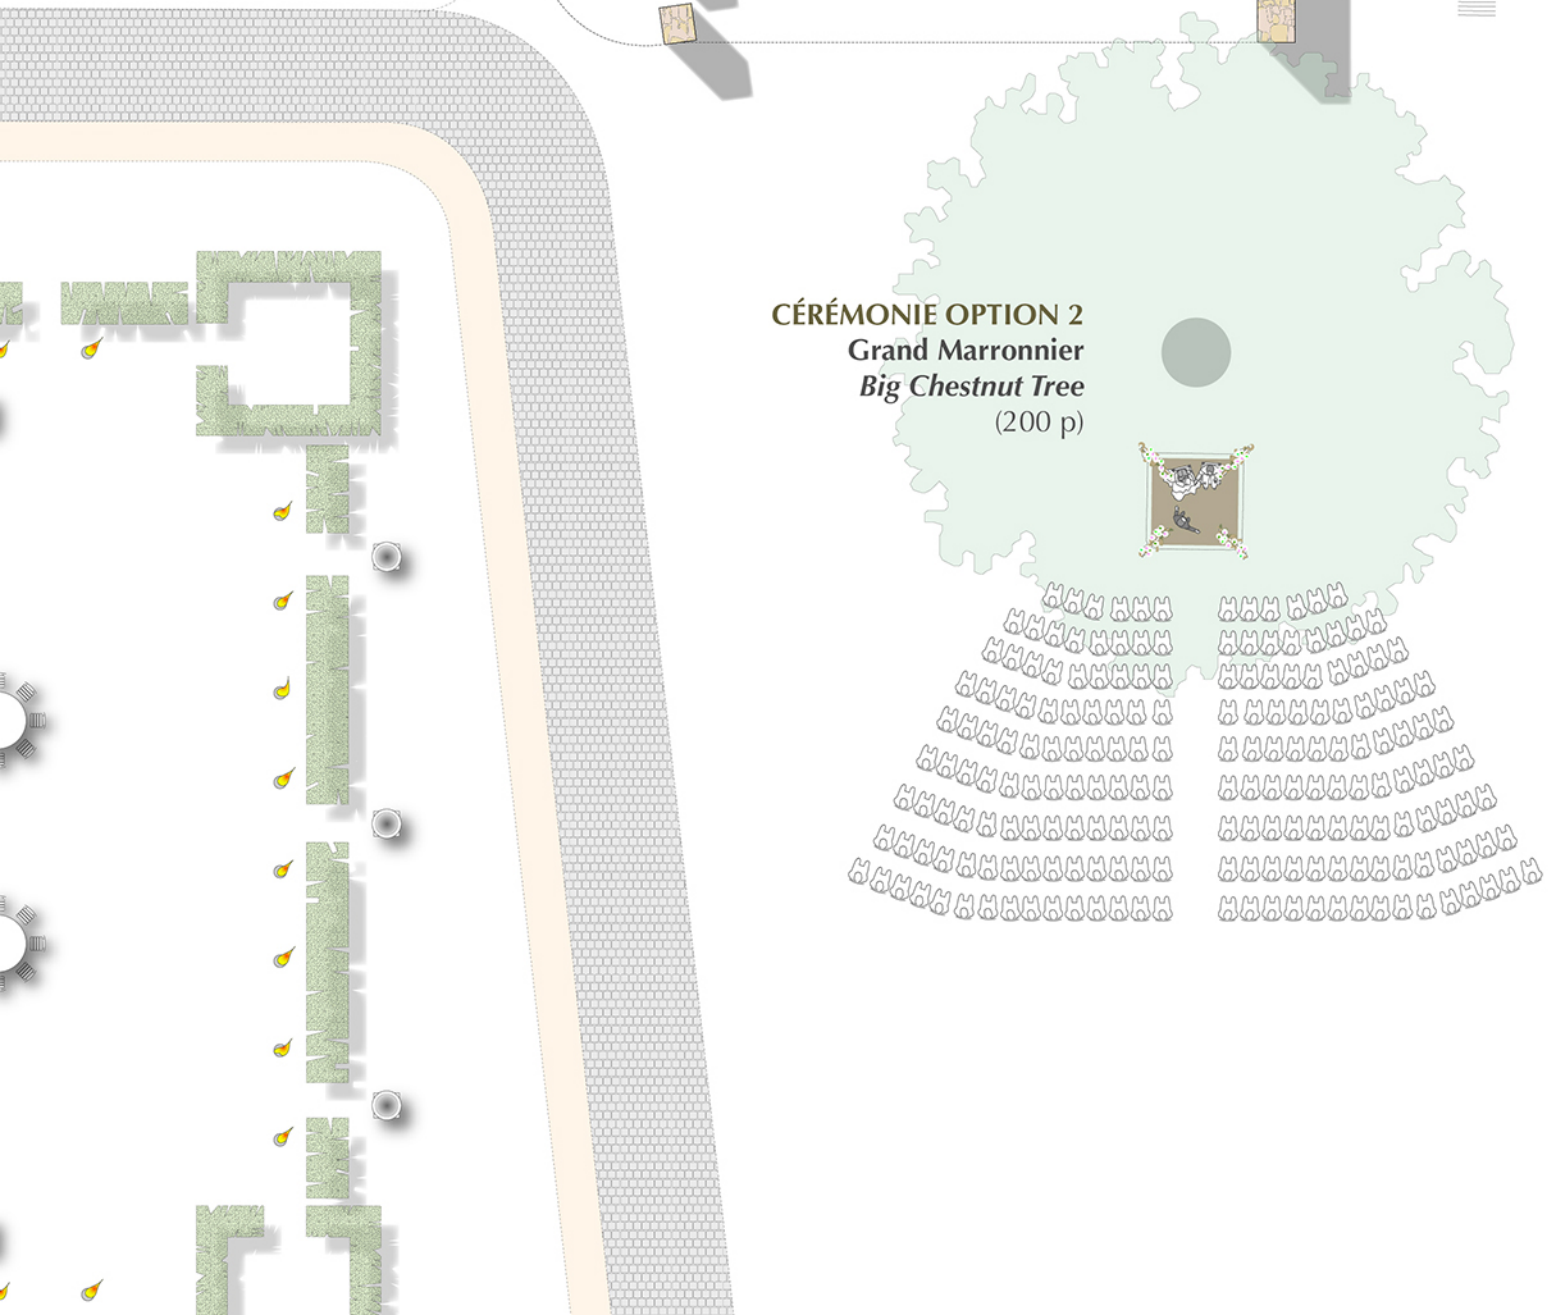 CÉRÉMONIE OPTION 2
Grand Marronnier
Big Chestnut Tree
(200 p)